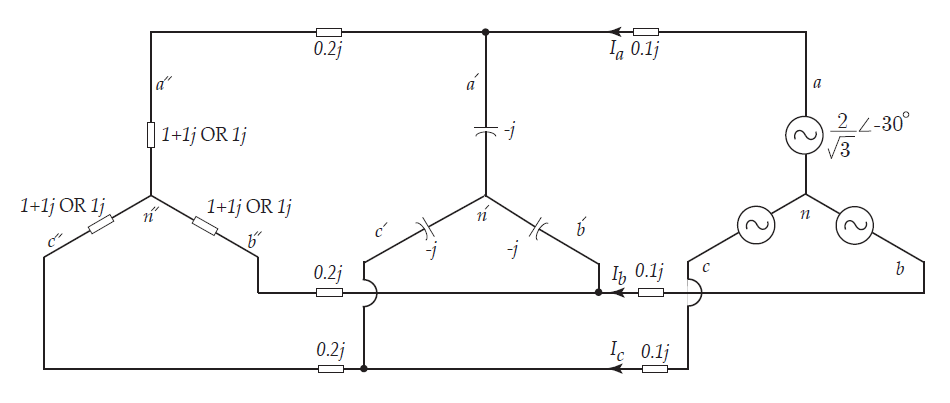 0.2j
I_a 0.1j
a″
a′
a
1+1j OR 1j
-j
2/√3 ∠-30°
1+1j OR 1j
1+1j OR 1j
n″
n′
n
c″
b″
c′
b′
-j
-j
c
b
0.2j
I_b 0.1j
0.2j
I_c 0.1j